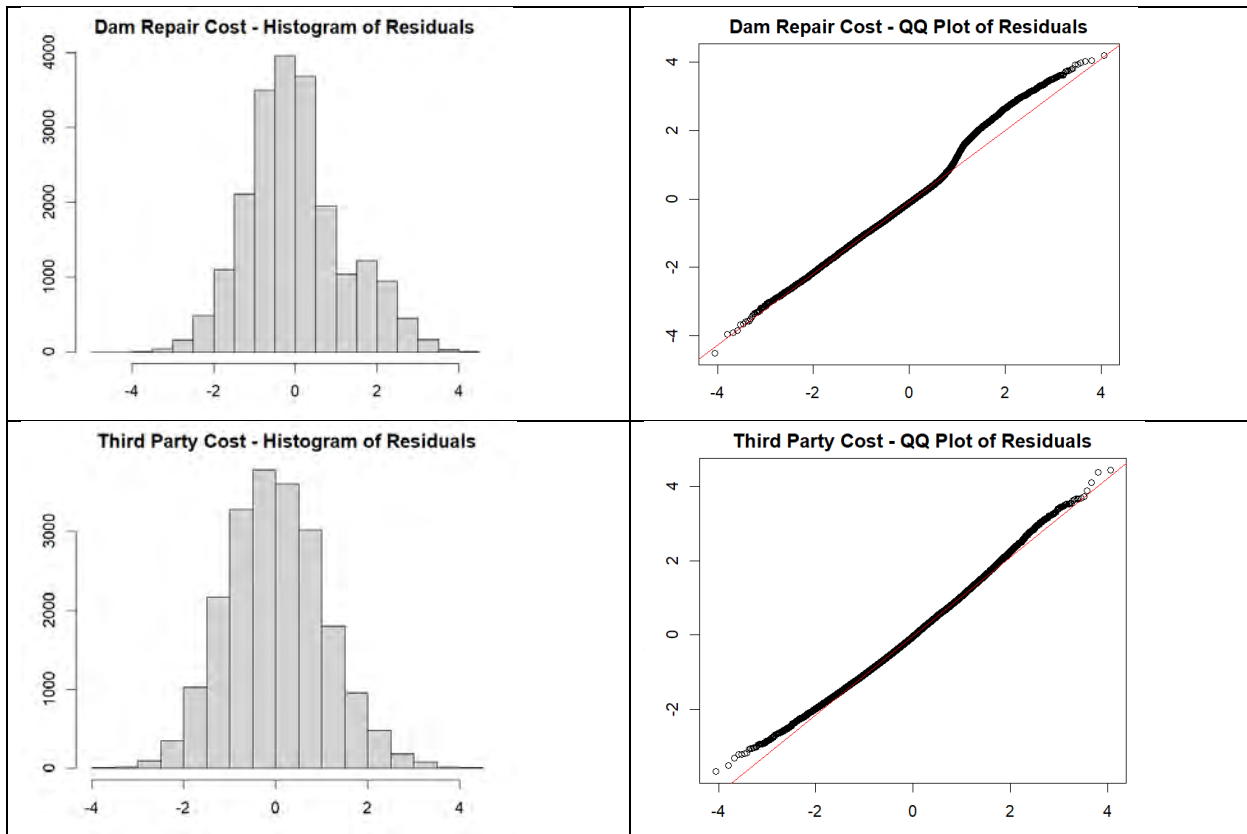 Dam Repair Cost - Histogram of Residuals
4000
3000
2000
1000
0
-4 -2 0 2 4
Dam Repair Cost - QQ Plot of Residuals
4
2
0
-2
-4
-4 -2 0 2 4
Third Party Cost - Histogram of Residuals
3000
2000
1000
0
-4 -2 0 2 4
Third Party Cost - QQ Plot of Residuals
4
2
0
-2
-4 -2 0 2 4